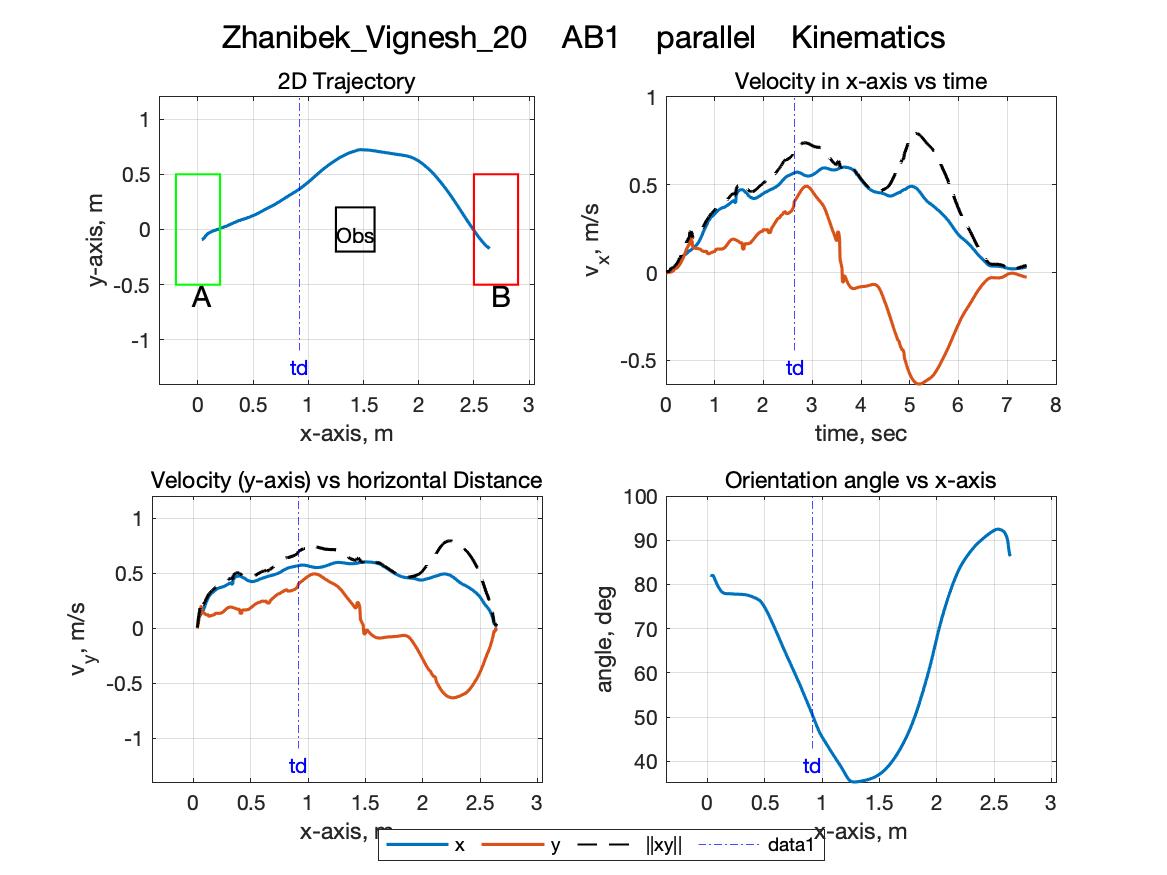 Zhanibek_Vignesh_20 AB1 parallel Kinematics
2D Trajectory
1
0.5
0
-0.5
-1
y-axis, m
A
Obs
B
td
0 0.5 1 1.5 2 2.5 3
x-axis, m
Velocity in x-axis vs time
1
0.5
0
-0.5
v_x, m/s
td
0 1 2 3 4 5 6 7 8
time, sec
Velocity (y-axis) vs horizontal Distance
1
0.5
0
-0.5
-1
v_y, m/s
td
0 0.5 1 1.5 2 2.5 3
x-axis, m
Orientation angle vs x-axis
100
90
80
70
60
50
40
angle, deg
td
0 0.5 1 1.5 2 2.5 3
x-axis, m
x y ||xy|| data1